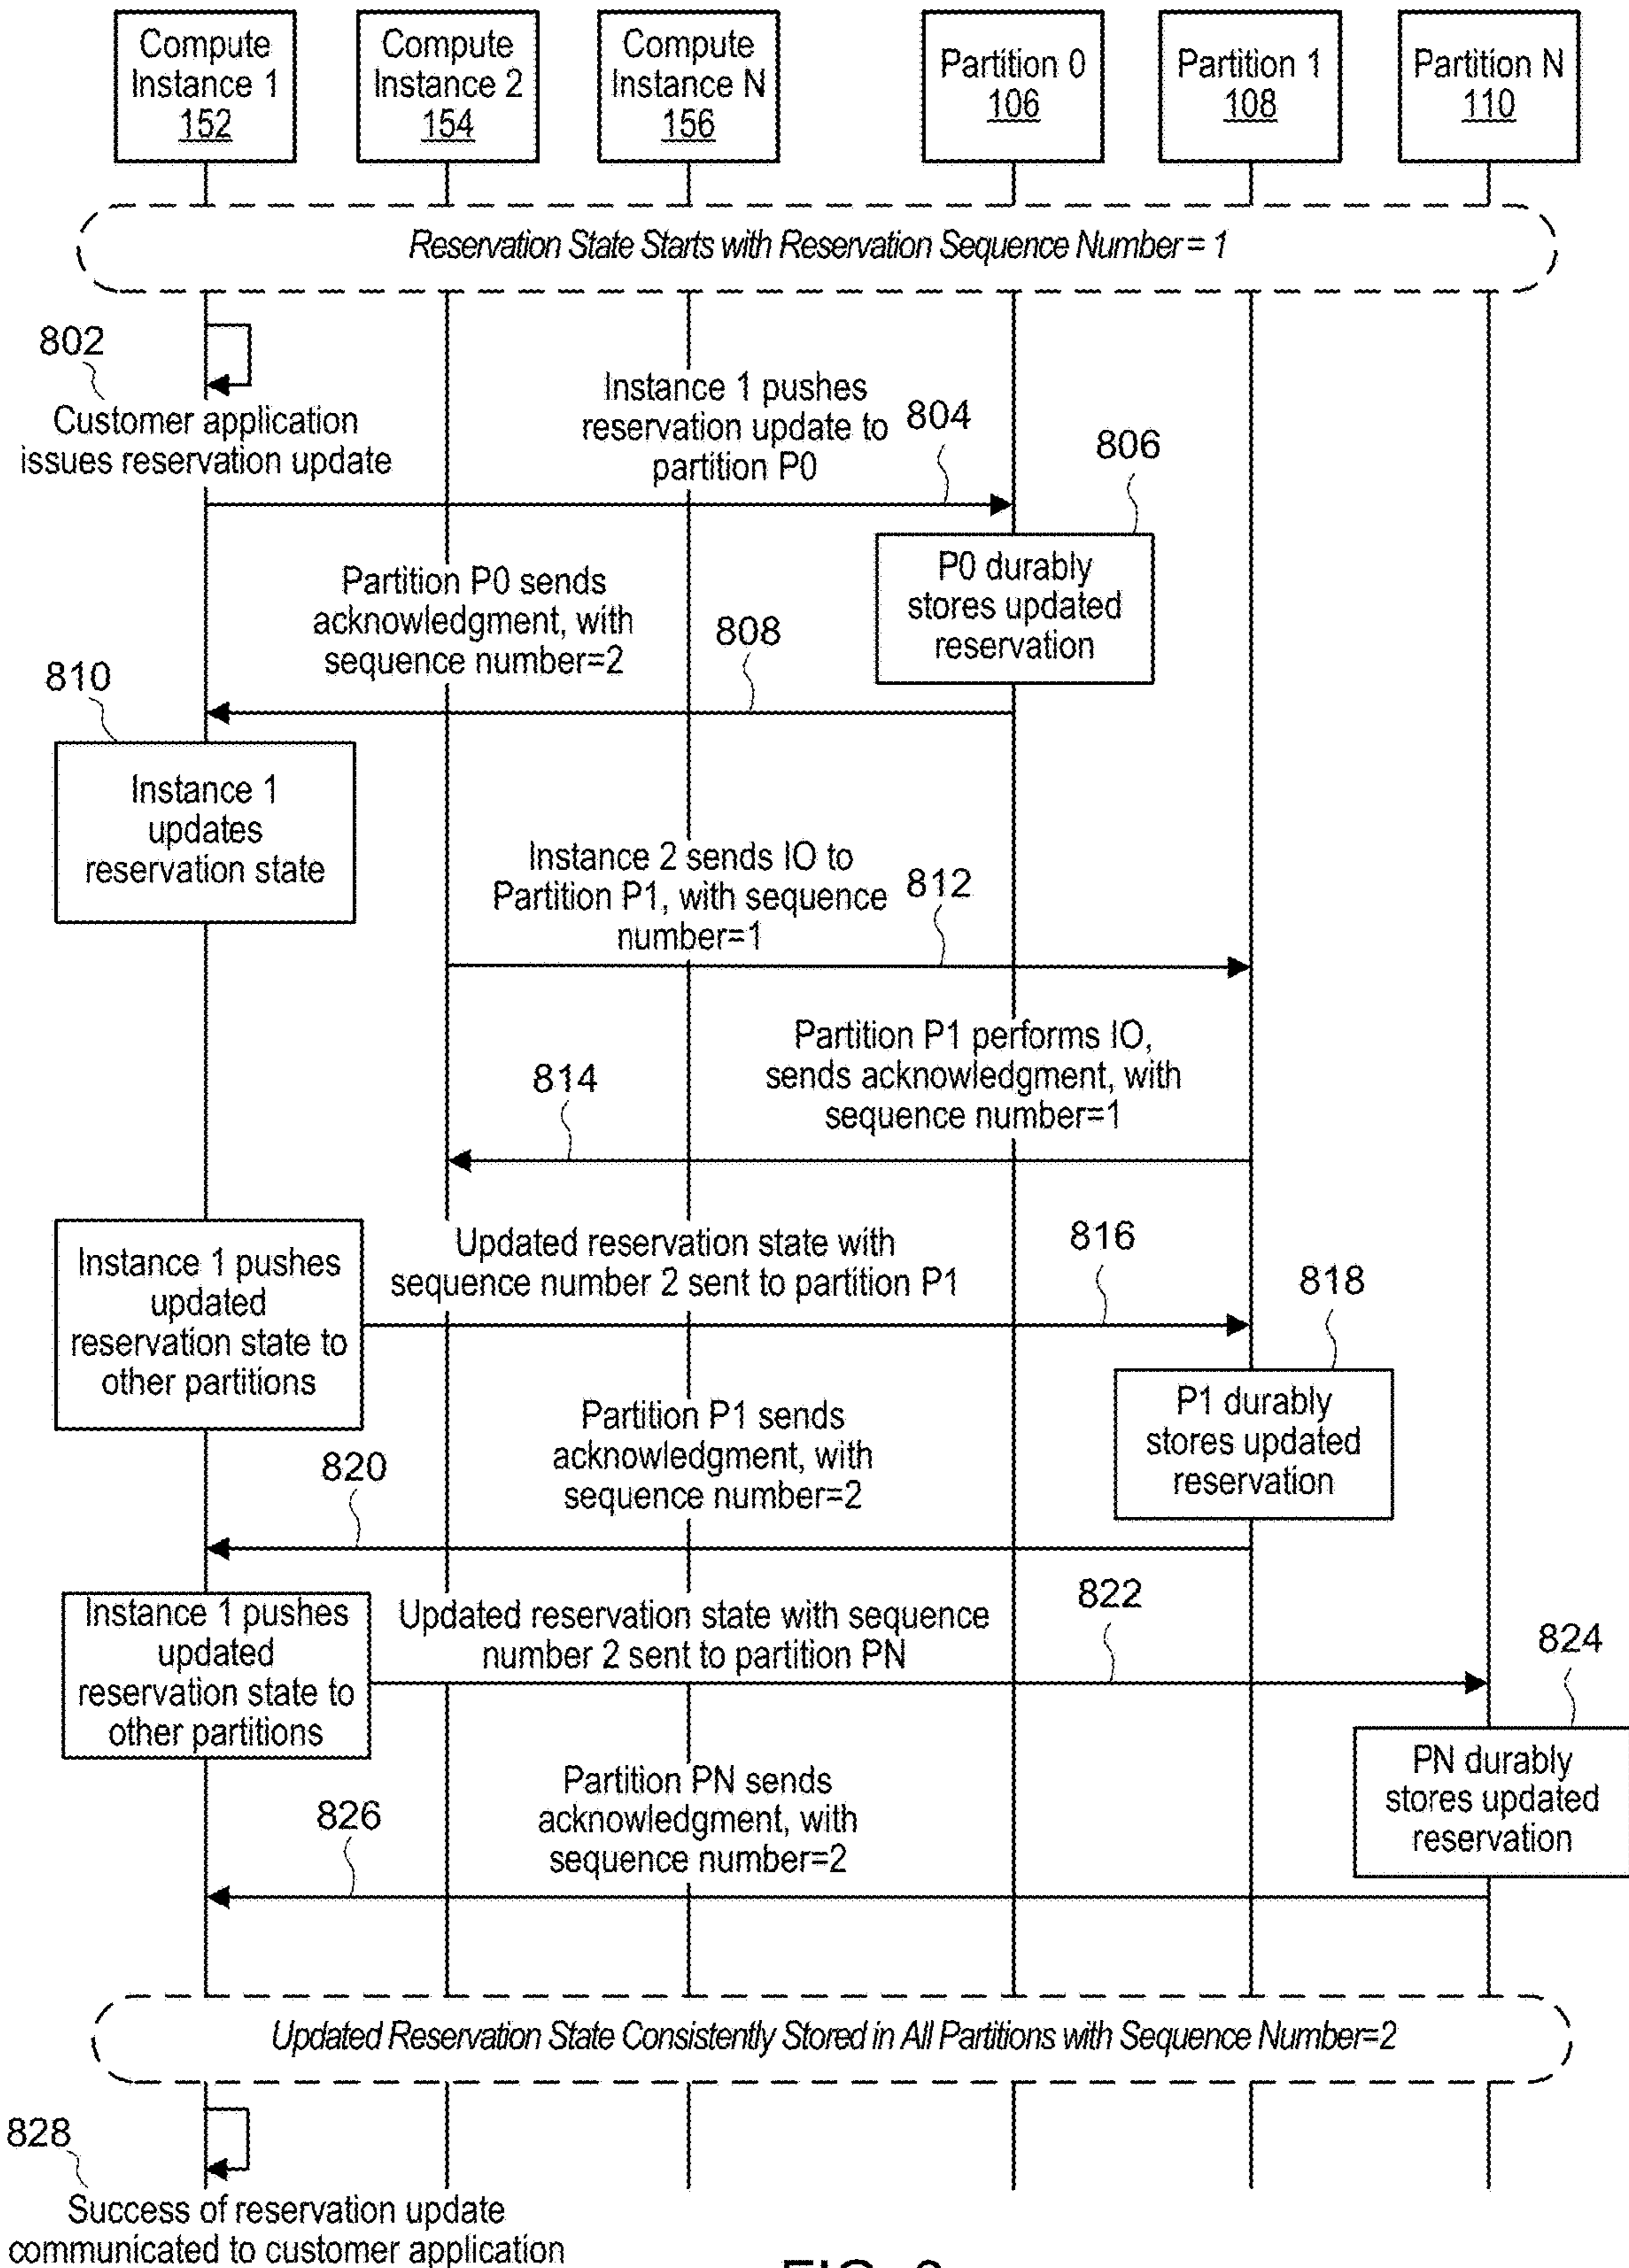 Compute
Instance 1
152
Compute
Instance 2
154
Compute
Instance N
156
Partition 0
106
Partition 1
108
Partition N
110
Reservation State Starts with Reservation Sequence Number = 1
802
Customer application
issues reservation update
Instance 1 pushes
reservation update to
partition P0
804
806
P0 durably
stores updated
reservation
Partition P0 sends
acknowledgment, with
sequence number=2
808
810
Instance 1
updates
reservation state
Instance 2 sends IO to
Partition P1, with sequence
number=1
812
Partition P1 performs IO,
sends acknowledgment, with
sequence number=1
814
Instance 1 pushes
updated
reservation state to
other partitions
Updated reservation state with
sequence number 2 sent to partition P1
816
818
P1 durably
stores updated
reservation
Partition P1 sends
acknowledgment, with
sequence number=2
820
Instance 1 pushes
updated
reservation state to
other partitions
Updated reservation state with sequence
number 2 sent to partition PN
822
824
PN durably
stores updated
reservation
Partition PN sends
acknowledgment, with
sequence number=2
826
Updated Reservation State Consistently Stored in All Partitions with Sequence Number=2
828
Success of reservation update
communicated to customer application
FIG.